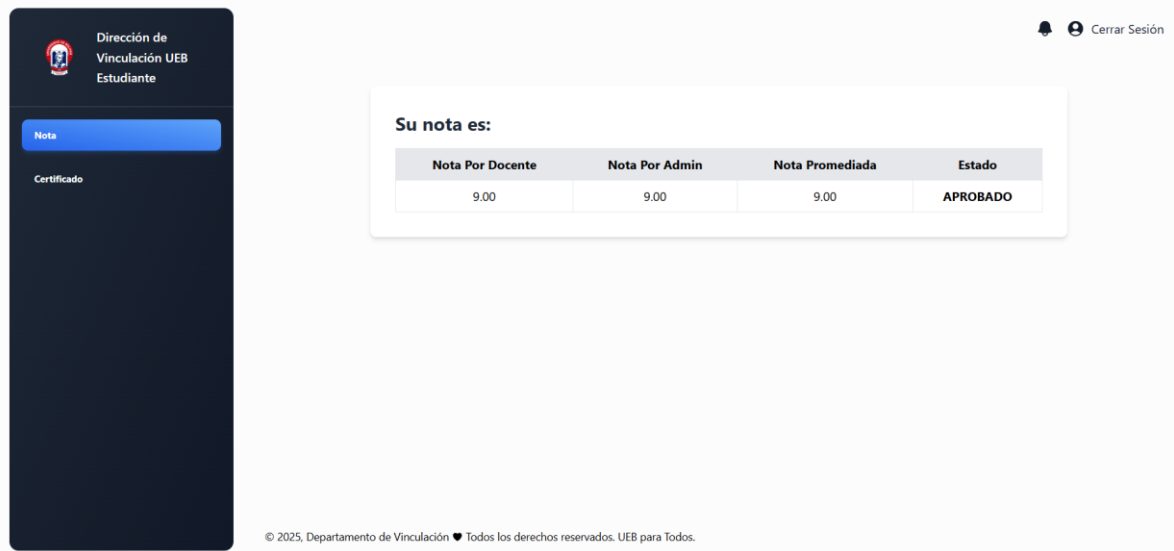 Dirección de
Vinculación UEB
Estudiante
Nota
Certificado
Cerrar Sesión
Su nota es:
Nota Por Docente Nota Por Admin Nota Promediada Estado
9.00 9.00 9.00 APROBADO
© 2025, Departamento de Vinculación ♥ Todos los derechos reservados. UEB para Todos.